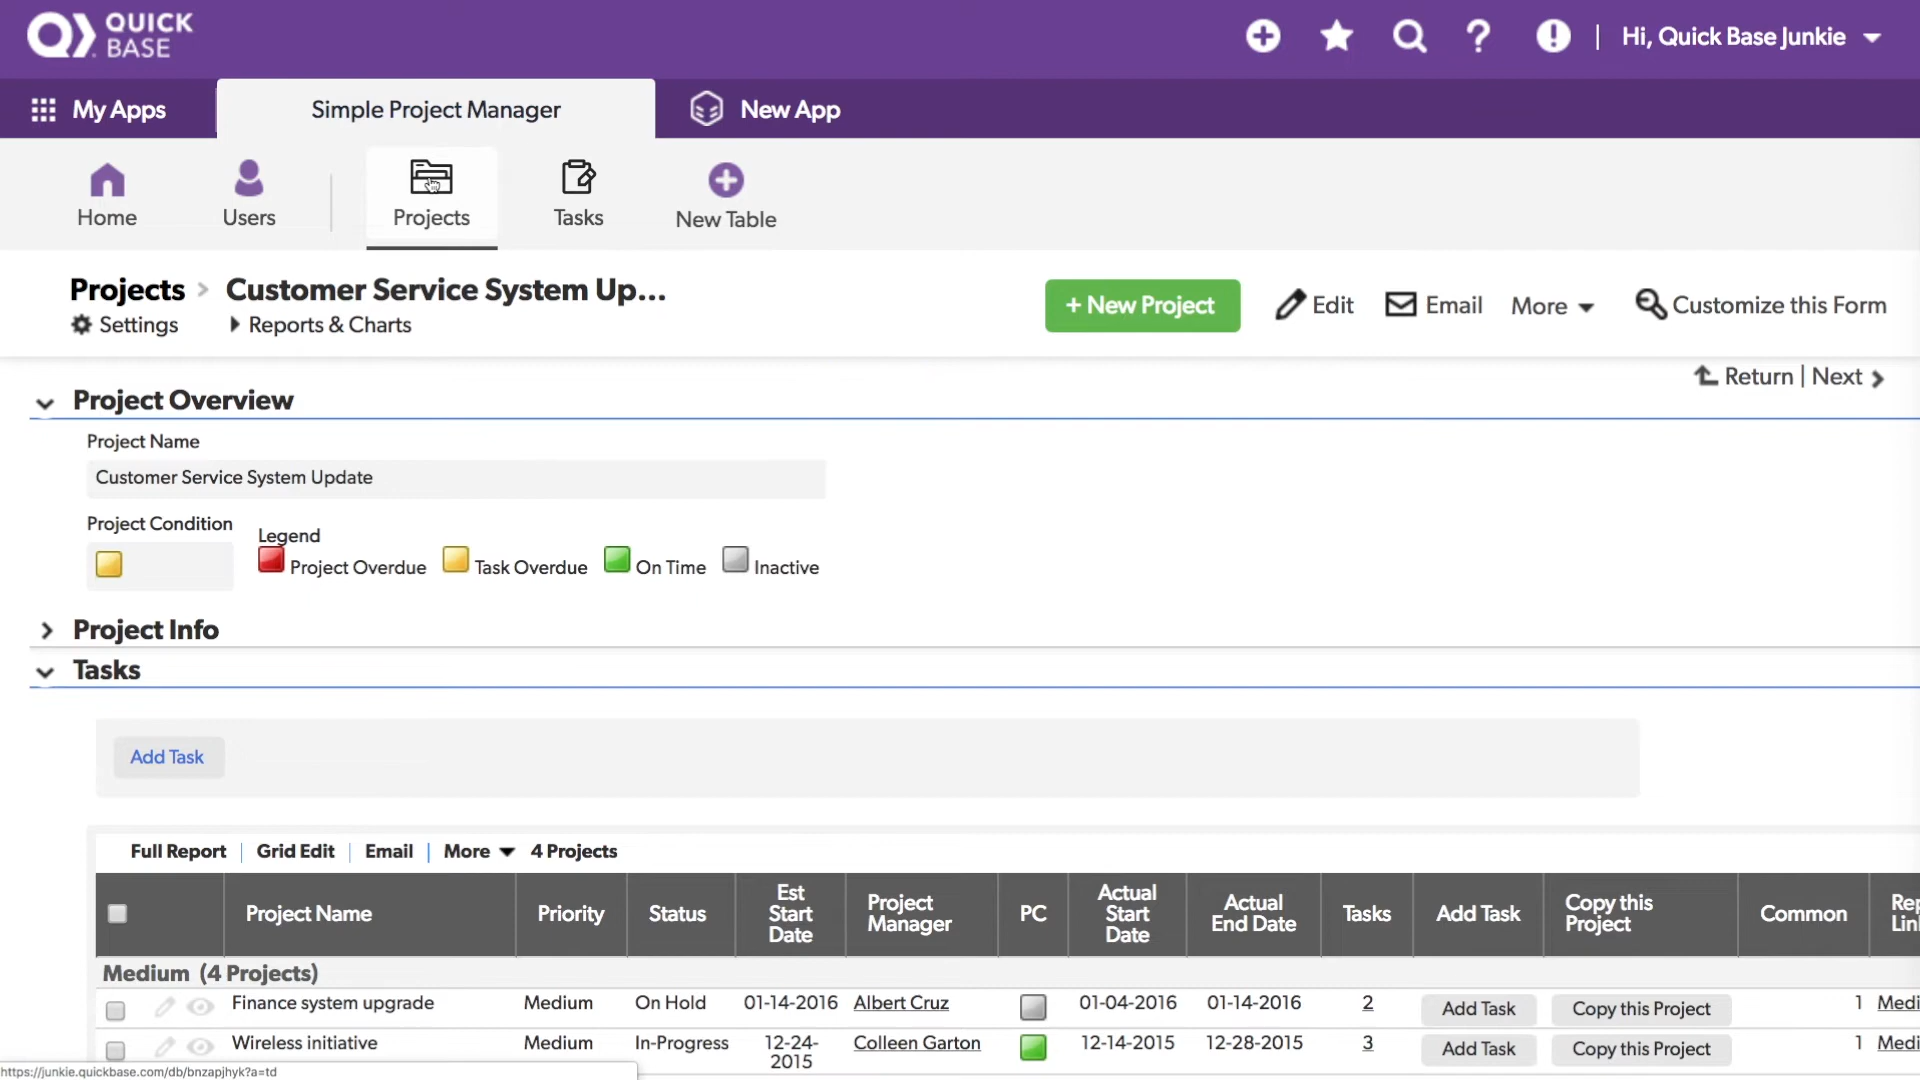 QUICK
BASE
Hi, Quick Base Junkie
My Apps
Simple Project Manager
New App
Home
Users
Projects
Tasks
New Table
Projects
Customer Service System Up...
Settings
Reports & Charts
+ New Project
Edit
Email
More
Customize this Form
Return | Next
Project Overview
Project Name
Customer Service System Update
Project Condition
Legend
Project Overdue
Task Overdue
On Time
Inactive
Project Info
Tasks
Add Task
Full Report | Grid Edit | Email | More 4 Projects
Project Name
Priority
Status
Est
Start
Date
Project
Manager
PC
Actual
Start
Date
Actual
End Date
Tasks
Add Task
Copy this
Project
Common
Medium (4 Projects)
Finance system upgrade Medium On Hold 01-14-2016 Albert Cruz 01-04-2016 01-14-2016 2 Add Task Copy this Project 1
Wireless initiative Medium In-Progress 12-24-
2015 Colleen Garton 12-14-2015 12-28-2015 3 Add Task Copy this Project 1
https://junkie.quickbase.com/db/bnzapjhyk?a=td